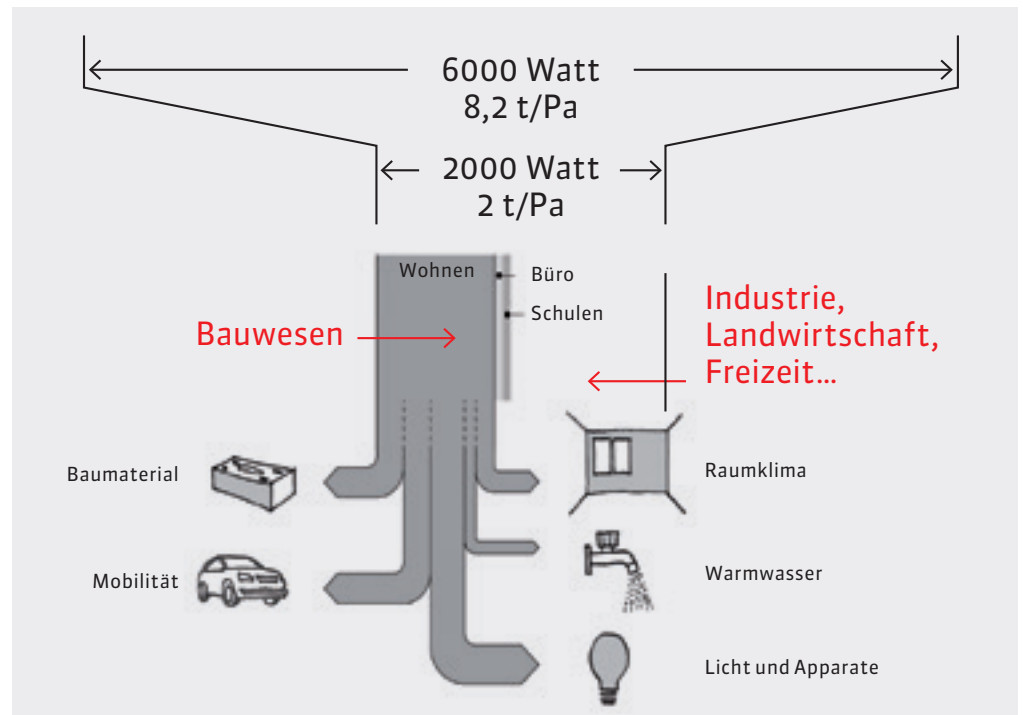 6000 Watt
8,2 t/Pa
2000 Watt
2 t/Pa
Wohnen
Büro
Schulen
Bauwesen
Industrie,
Landwirtschaft,
Freizeit...
Baumaterial
Raumklima
Mobilität
Warmwasser
Licht und Apparate